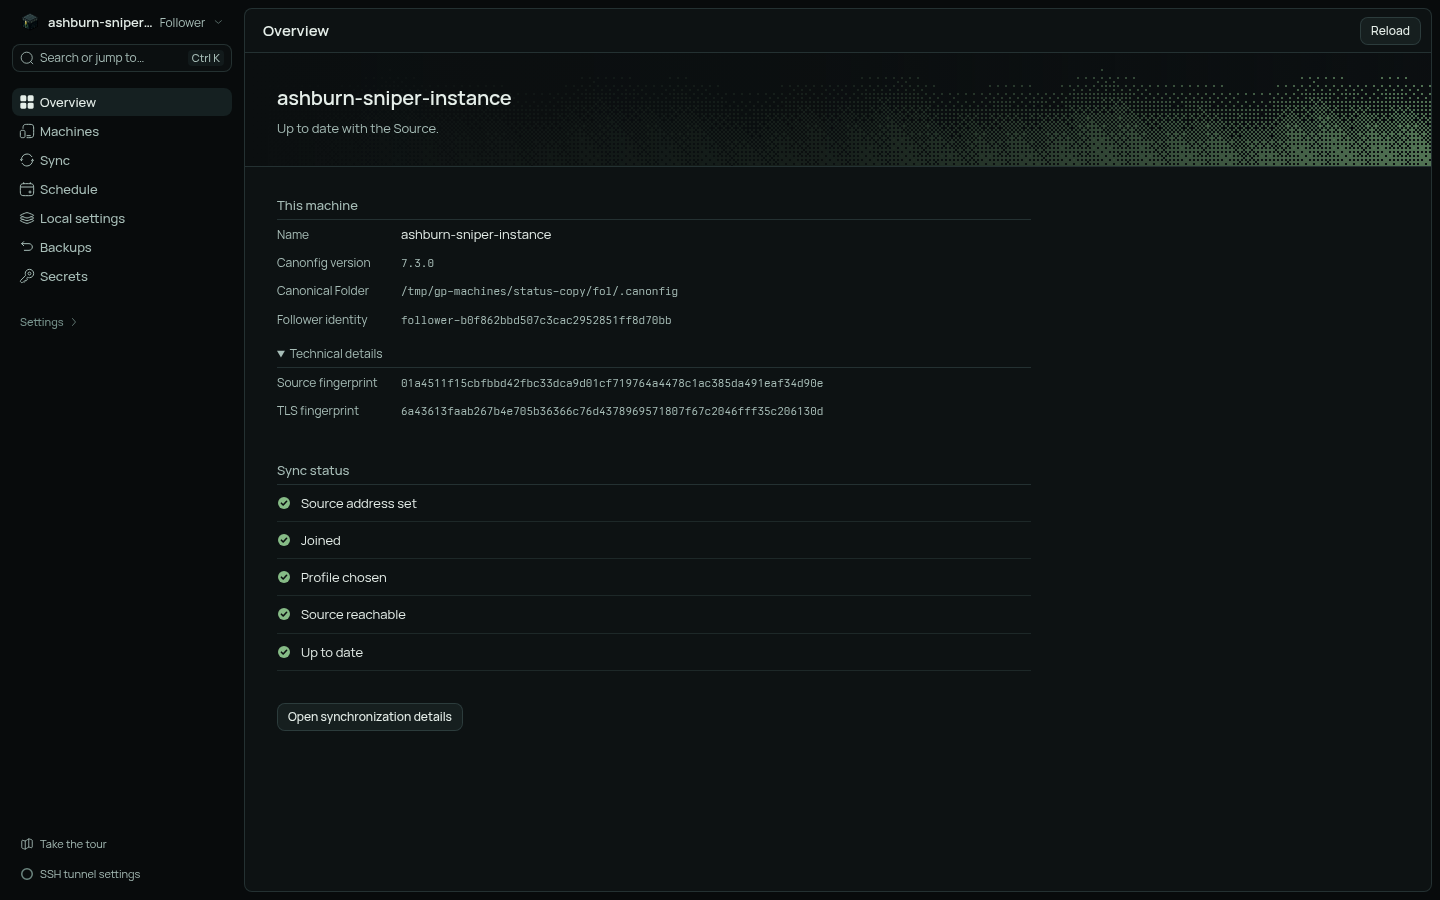 ashburn-sniper... Follower
Search or jump to... Ctrl K
Overview
Machines
Sync
Schedule
Local settings
Backups
Secrets
Settings
Take the tour
SSH tunnel settings
Overview
Reload
ashburn-sniper-instance
Up to date with the Source.
This machine
Name ashburn-sniper-instance
Canonfig version 7.3.0
Canonical Folder /tmp/gp-machines/status-copy/fol/.canonfig
Follower identity follower-b0f862bbd507c3cac2952851ff8d70bb
Technical details
Source fingerprint 01a4511f15cbfbbd42fbc33dca9d01cf719764a4478c1ac385da491eaf34d90e
TLS fingerprint 6a43613faab267b4e705b36366c76d4378969571807f67c2046fff35c206130d
Sync status
Source address set
Joined
Profile chosen
Source reachable
Up to date
Open synchronization details